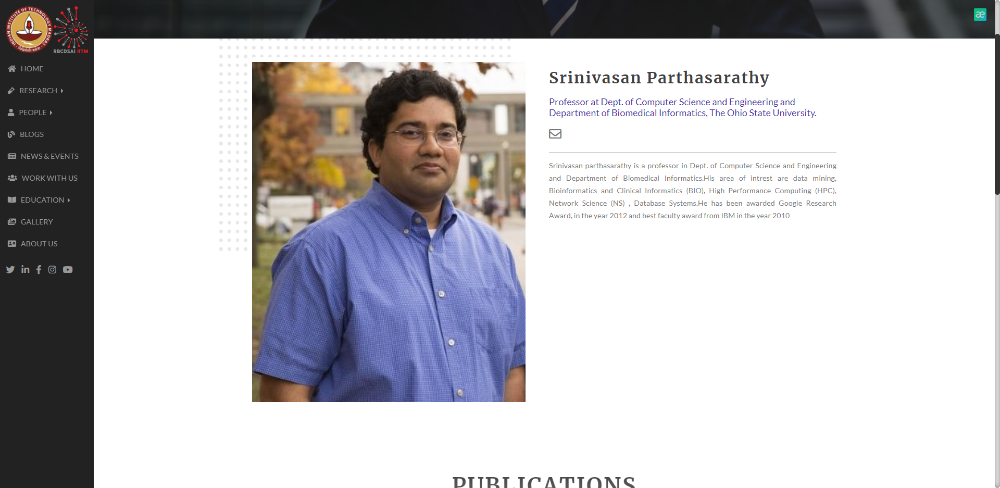 INDIAN INSTITUTE OF TECHNOLOGY MADRAS
RBCDSAI IITM
HOME
RESEARCH
PEOPLE
BLOGS
NEWS & EVENTS
WORK WITH US
EDUCATION
GALLERY
ABOUT US
æ
Srinivasan Parthasarathy
Professor at Dept. of Computer Science and Engineering and
Department of Biomedical Informatics, The Ohio State University.
Srinivasan parthasarathy is a professor in Dept. of Computer Science and Engineering
and Department of Biomedical Informatics.His area of intrest are data mining,
Bioinformatics and Clinical Informatics (BIO), High Performance Computing (HPC),
Network Science (NS) , Database Systems.He has been awarded Google Research
Award, in the year 2012 and best faculty award from IBM in the year 2010
PUBLICATIONS